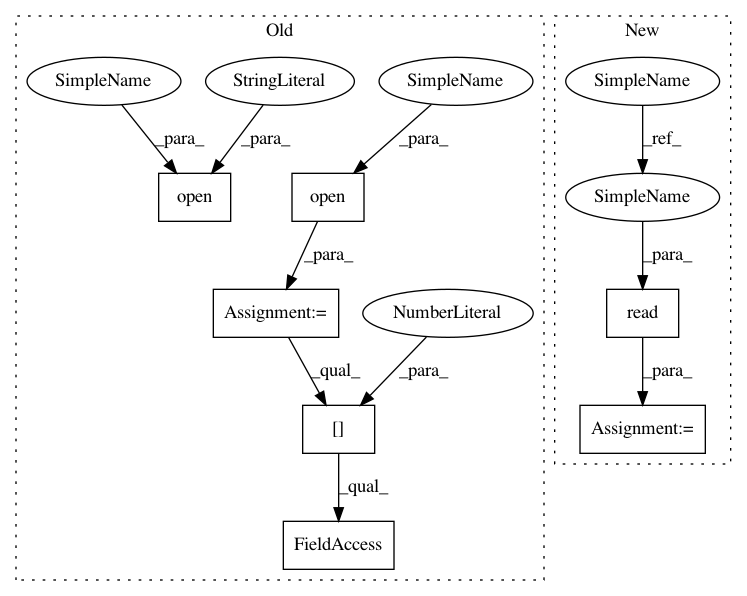 Old
New
SimpleName
StringLiteral
SimpleName
SimpleName
_para_
_para_
_para_
_ref_
open
open
SimpleName
_para_
_para_
Assignment:=
NumberLiteral
read
_qual_
_para_
_para_
[]
Assignment:=
_qual_
FieldAccess